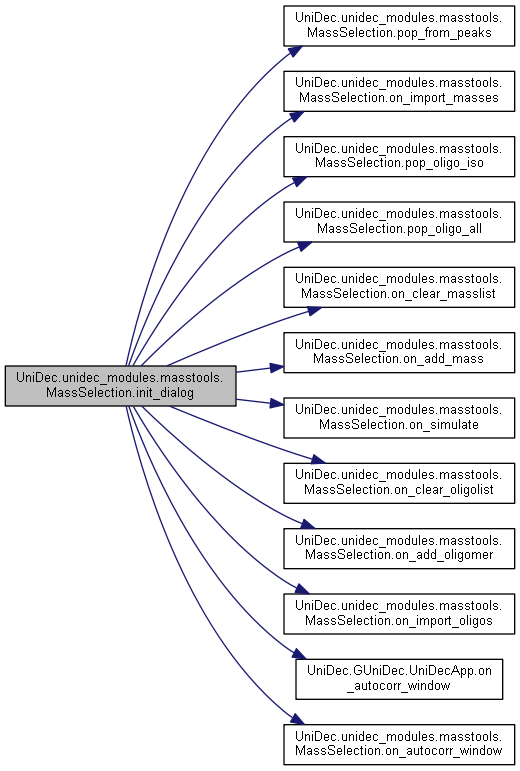 UniDec.unidec_modules.masstools.
MassSelection.pop_from_peaks
UniDec.unidec_modules.masstools.
MassSelection.on_import_masses
UniDec.unidec_modules.masstools.
MassSelection.pop_oligo_iso
UniDec.unidec_modules.masstools.
MassSelection.pop_oligo_all
UniDec.unidec_modules.masstools.
MassSelection.on_clear_masslist
UniDec.unidec_modules.masstools.
MassSelection.on_add_mass
UniDec.unidec_modules.masstools.
MassSelection.init_dialog
UniDec.unidec_modules.masstools.
MassSelection.on_simulate
UniDec.unidec_modules.masstools.
MassSelection.on_clear_oligolist
UniDec.unidec_modules.masstools.
MassSelection.on_add_oligomer
UniDec.unidec_modules.masstools.
MassSelection.on_import_oligos
UniDec.GUniDec.UniDecApp.on
_autocorr_window
UniDec.unidec_modules.masstools.
MassSelection.on_autocorr_window